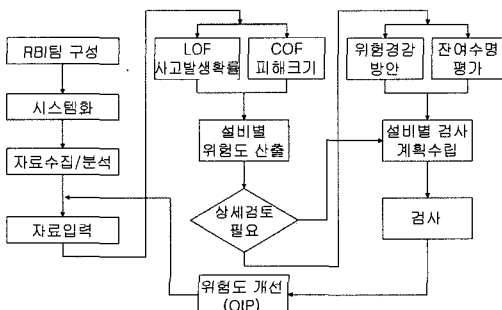 RBI팀 구성
시스템화
자료수집/분석
자료입력
LOF
사고발생확률
COF
피해크기
설비별
위험도 산출
상세검토
필요
위험도 개선
(QIP)
위험경감
방안
잔여수명
평가
설비별 검사
계획수립
검사